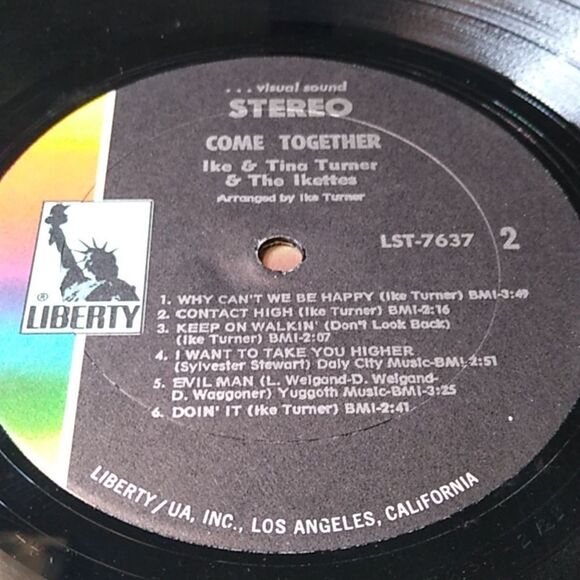 ... visual sound
STEREO
COME TOGETHER
Ike & Tina Turner
& The Ikettes
Arranged by Ike Turner
LST-7637 2
® LIBERTY
1. WHY CAN'T WE BE HAPPY (Ike Turner) BMI-3:49
2. CONTACT HIGH (Ike Turner) BMI-2:16
3. KEEP ON WALKIN' (Don't Look Back)
(Ike Turner) BMI-2:07
4. I WANT TO TAKE YOU HIGHER
(Sylvester Stewart) Daly City Music-BMI-2:51
5. EVIL MAN (L. Weigand-D. Weigand-
D. Waggoner) Yuggoth Music-BMI-3:25
6. DOIN' IT (Ike Turner) BMI-2:41
LIBERTY/UA, INC., LOS ANGELES, CALIFORNIA